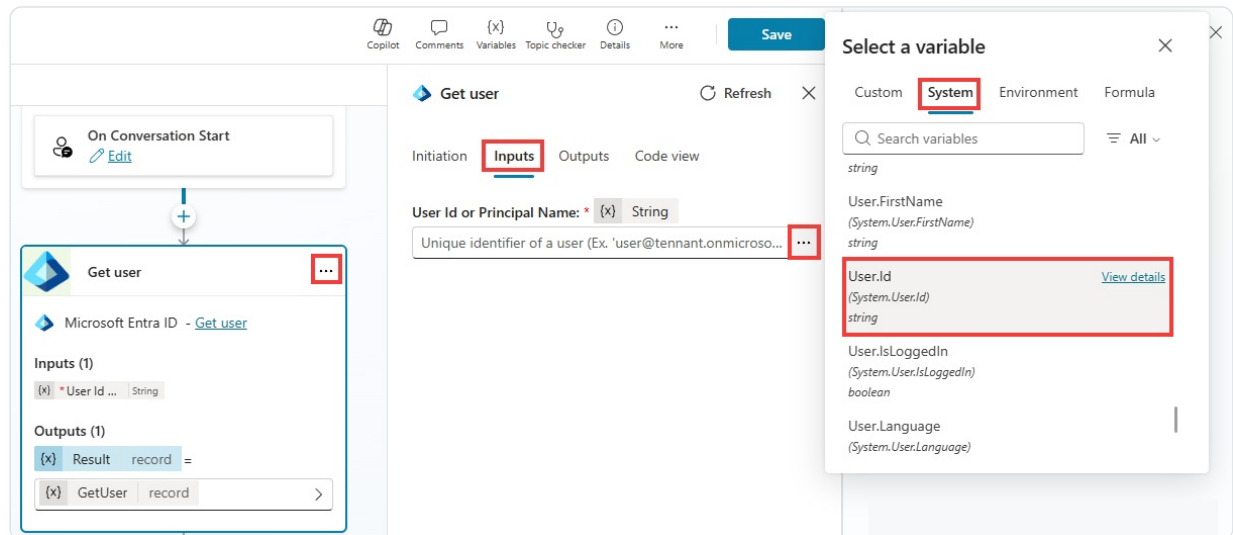 Copilot
Comments
{x}
Variables
Topic checker
Details
...
More
Save
On Conversation Start
Edit
+
Get user
...
Microsoft Entra ID - Get user
Inputs (1)
{x} * User Id ... String
Outputs (1)
{x} Result record =
{x} GetUser record
Get user
Refresh
Initiation Inputs Outputs Code view
User Id or Principal Name: * {x} String
Unique identifier of a user (Ex. 'user@tennant.onmicroso... ...
Select a variable
Custom System Environment Formula
Search variables
All
string
User.FirstName
(System.User.FirstName)
string
User.Id
View details
(System.User.Id)
string
User.IsLoggedIn
(System.User.IsLoggedIn)
boolean
User.Language
(System.User.Language)